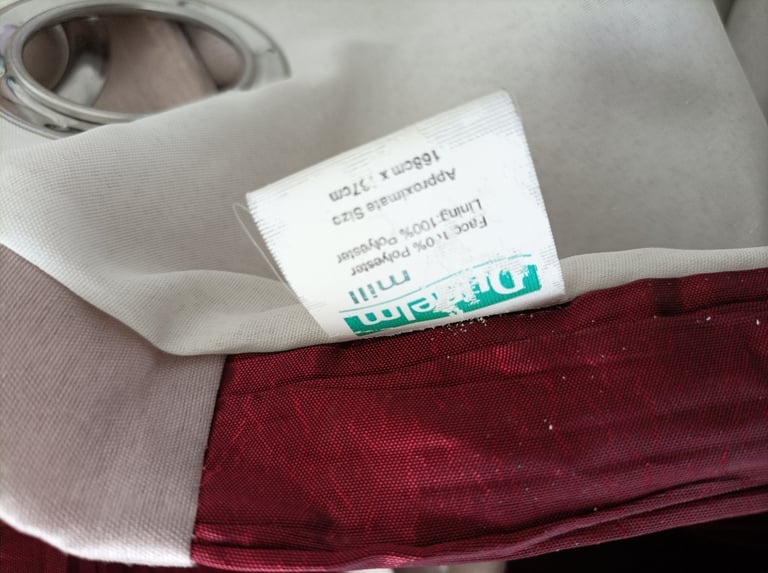 Dunelm
mill
Face: 100% Polyester
Lining: 100% Polyester
Approximate Size
168cm x 137cm